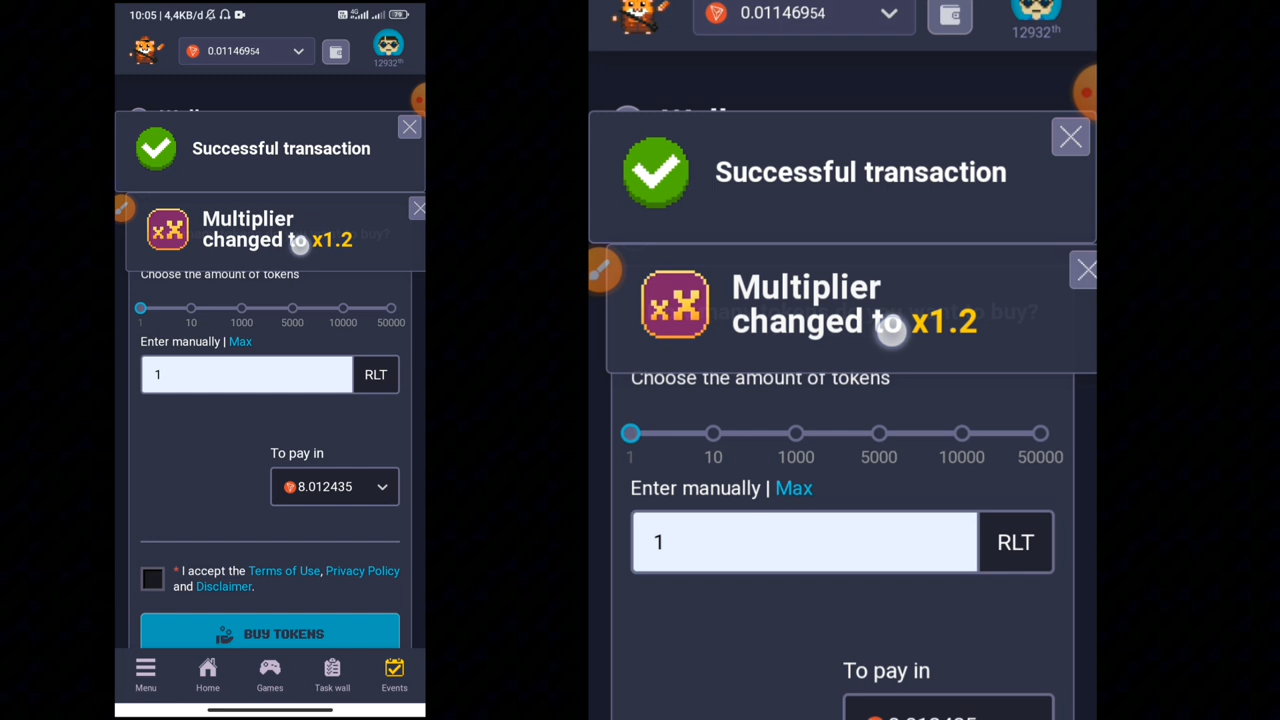 10:05 | 4,4KB/d
4G
79
0.01146954
12932th
Successful transaction
Multiplier
changed to x1.2
Choose the amount of tokens
1 10 1000 5000 10000 50000
Enter manually | Max
1 RLT
To pay in
8.012435
* I accept the Terms of Use, Privacy Policy
and Disclaimer.
BUY TOKENS
Menu Home Games Task wall Events
0.01146954
12932th
Successful transaction
Multiplier
changed to x1.2
buy?
Choose the amount of tokens
1 10 1000 5000 10000 50000
Enter manually | Max
1 RLT
To pay in